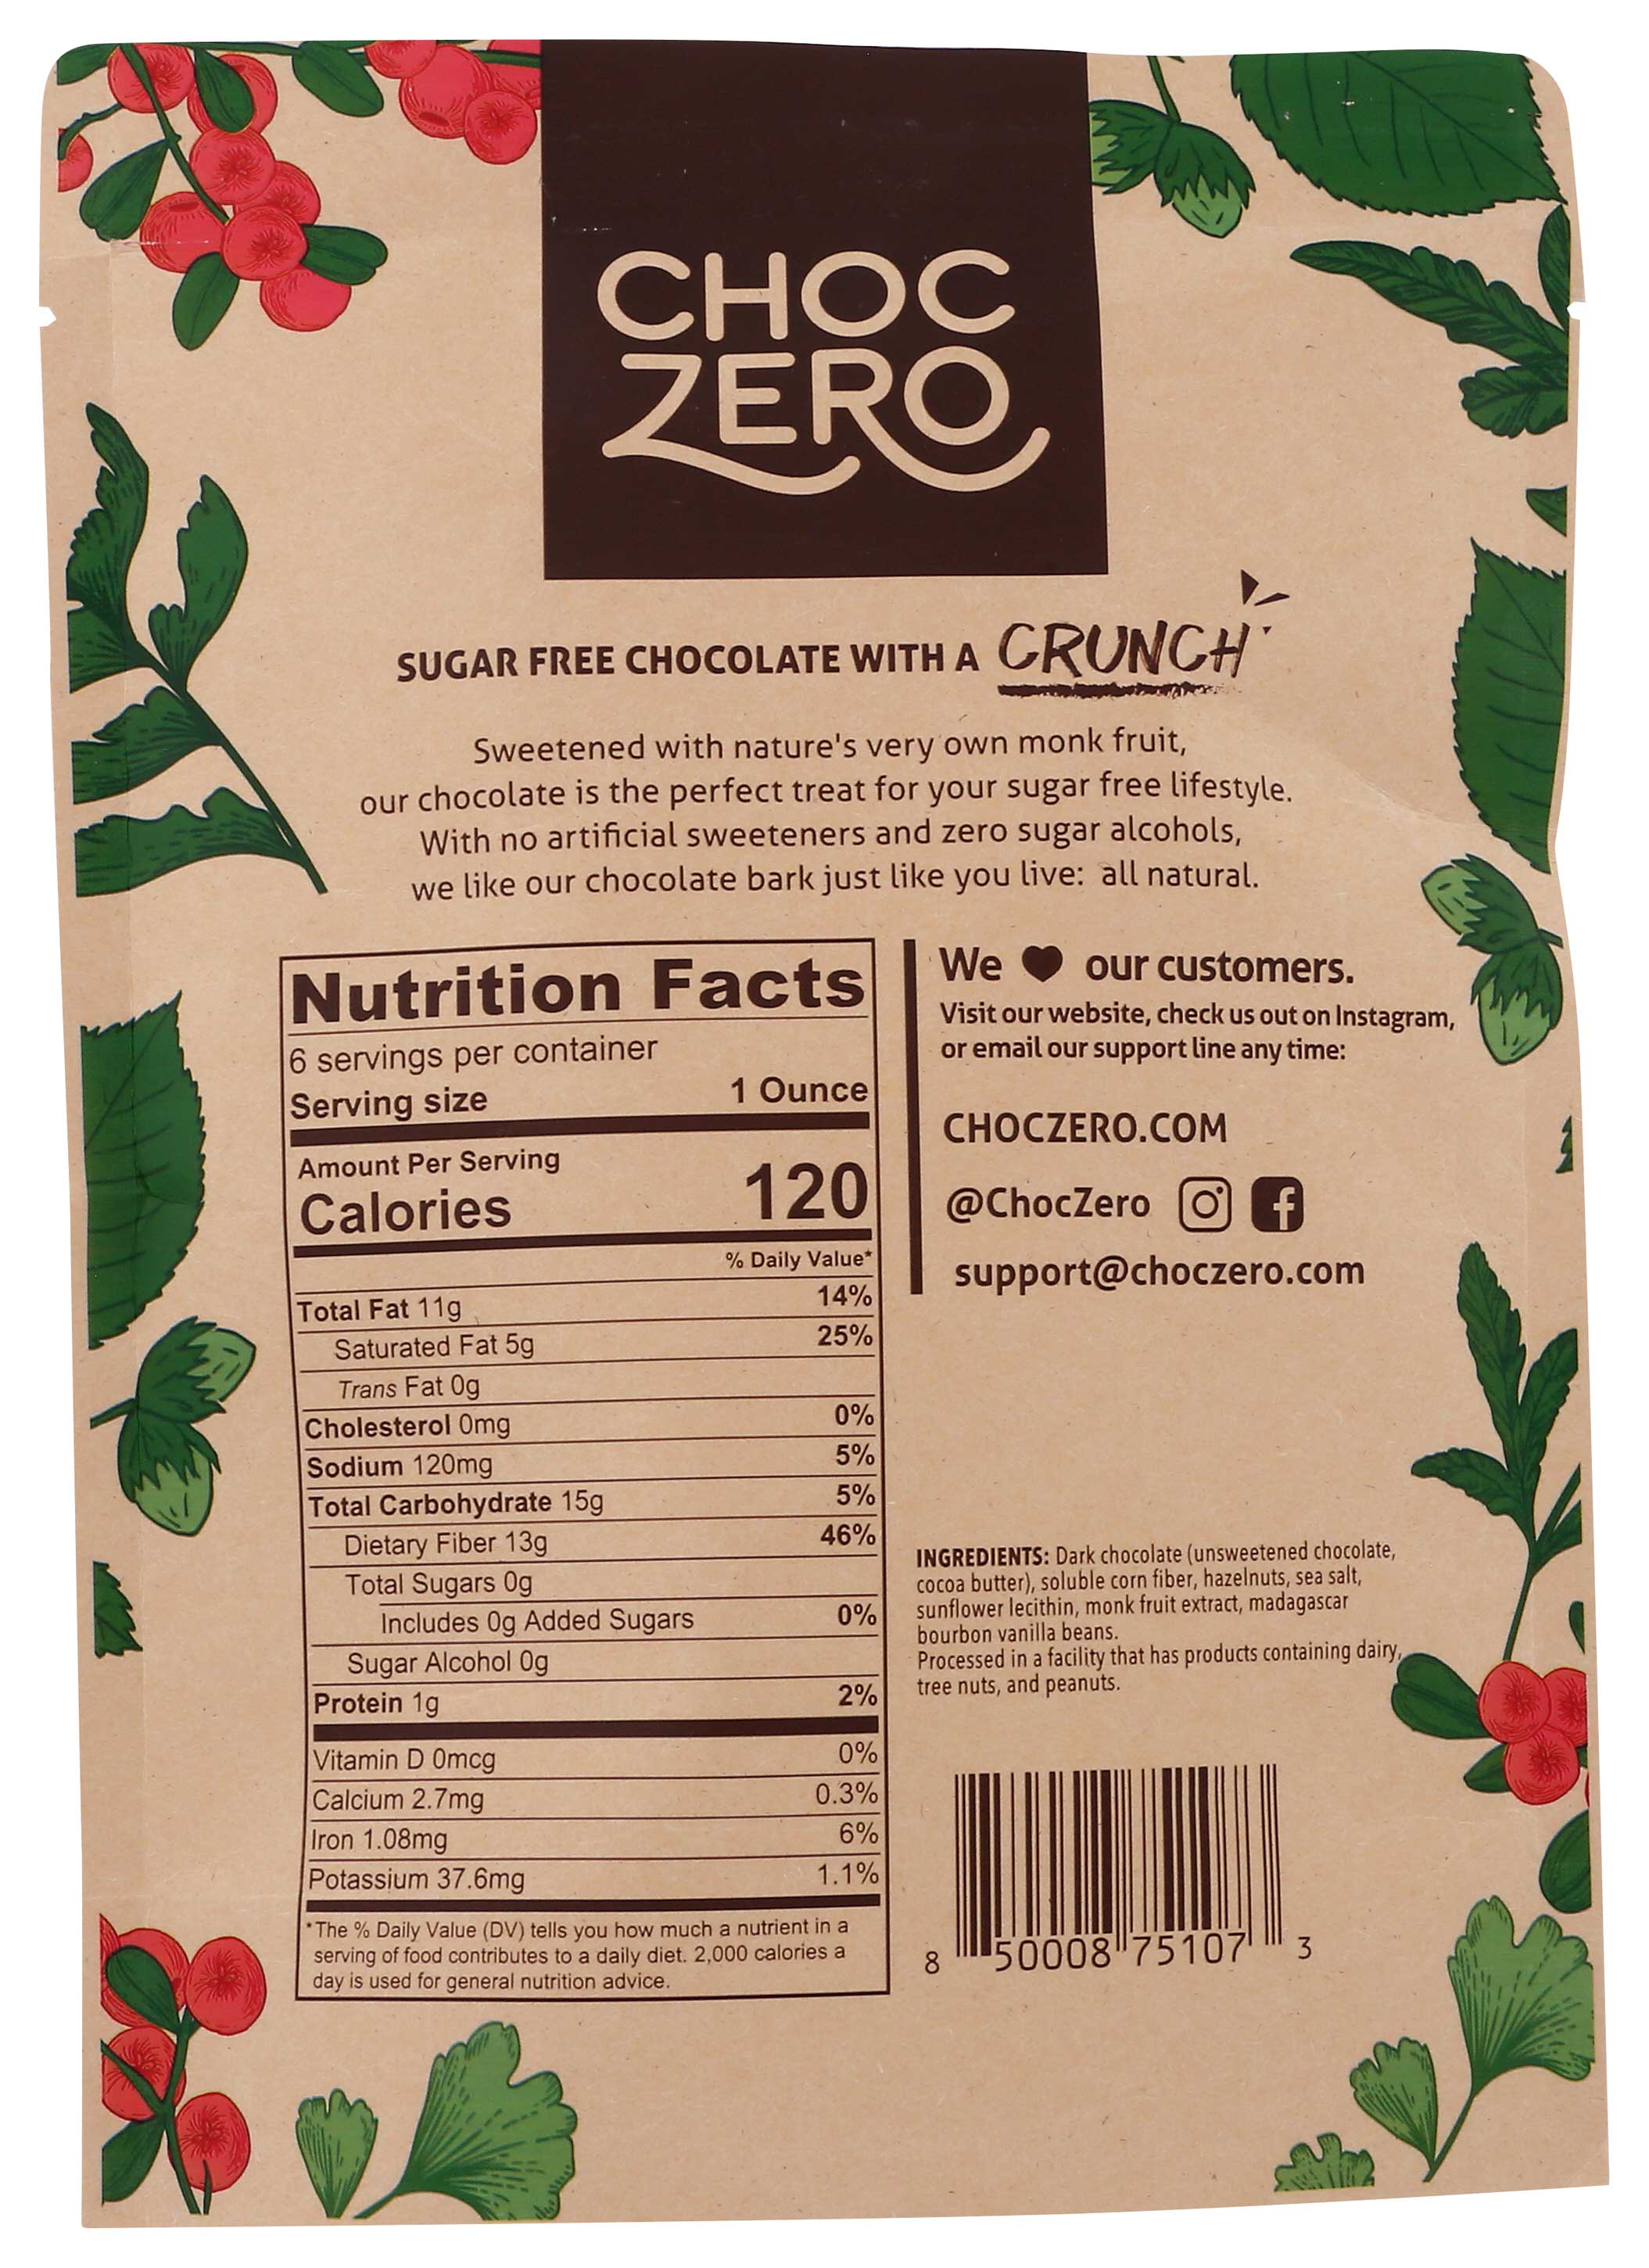 CHOC
ZERO
SUGAR FREE CHOCOLATE WITH A CRUNCH
Sweetened with nature's very own monk fruit,
our chocolate is the perfect treat for your sugar free lifestyle.
With no artificial sweeteners and zero sugar alcohols,
we like our chocolate bark just like you live: all natural.
Nutrition Facts
6 servings per container
Serving size 1 Ounce
Amount Per Serving
Calories 120
% Daily Value*
Total Fat 11g 14%
Saturated Fat 5g 25%
Trans Fat 0g
Cholesterol 0mg 0%
Sodium 120mg 5%
Total Carbohydrate 15g 5%
Dietary Fiber 13g 46%
Total Sugars 0g
Includes 0g Added Sugars 0%
Sugar Alcohol 0g
Protein 1g 2%
Vitamin D 0mcg 0%
Calcium 2.7mg 0.3%
Iron 1.08mg 6%
Potassium 37.6mg 1.1%
*The % Daily Value (DV) tells you how much a nutrient in a
serving of food contributes to a daily diet. 2,000 calories a
day is used for general nutrition advice.
We ♥ our customers.
Visit our website, check us out on Instagram,
or email our support line any time:
CHOCZERO.COM
@ChocZero
support@choczero.com
INGREDIENTS: Dark chocolate (unsweetened chocolate,
cocoa butter), soluble corn fiber, hazelnuts, sea salt,
sunflower lecithin, monk fruit extract, madagascar
bourbon vanilla beans.
Processed in a facility that has products containing dairy,
tree nuts, and peanuts.
8 50008 75107 3